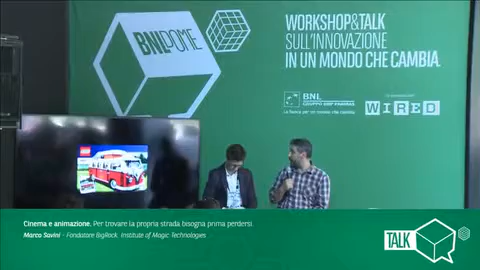 BNLDOME
WORKSHOP&TALK
SULL'INNOVAZIONE
IN UN MONDO CHE CAMBIA.
BNL
GRUPPO BNP PARIBAS
La banca per un mondo che cambia
WIRED
LEGO
Cinema e animazione. Per trovare la propria strada bisogna prima perdersi.
Marco Savini - Fondatore BigRock. Institute of Magic Technologies.
TALK